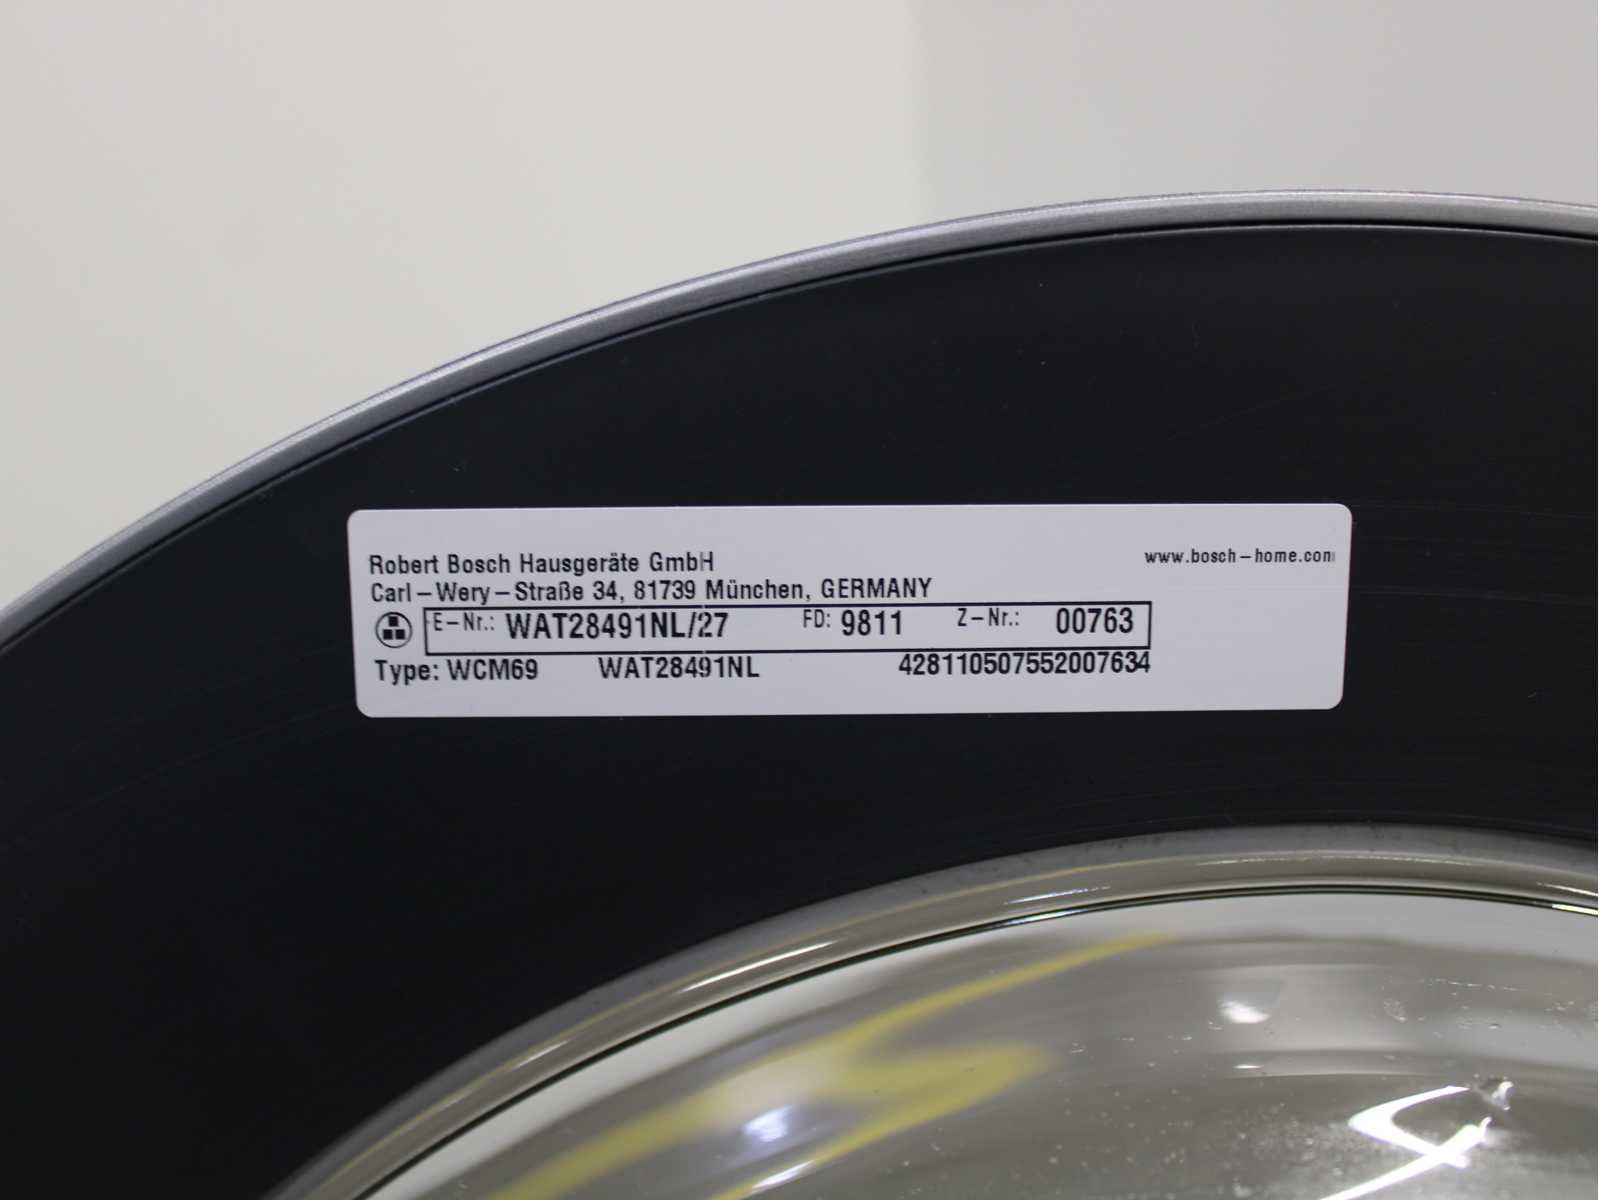 Robert Bosch Hausgeräte GmbH
www.bosch-home.com
Carl-Wery-Straße 34, 81739 München, GERMANY
E-Nr.: WAT28491NL/27 FD: 9811 Z-Nr.: 00763
Type: WCM69 WAT28491NL 428110507552007634